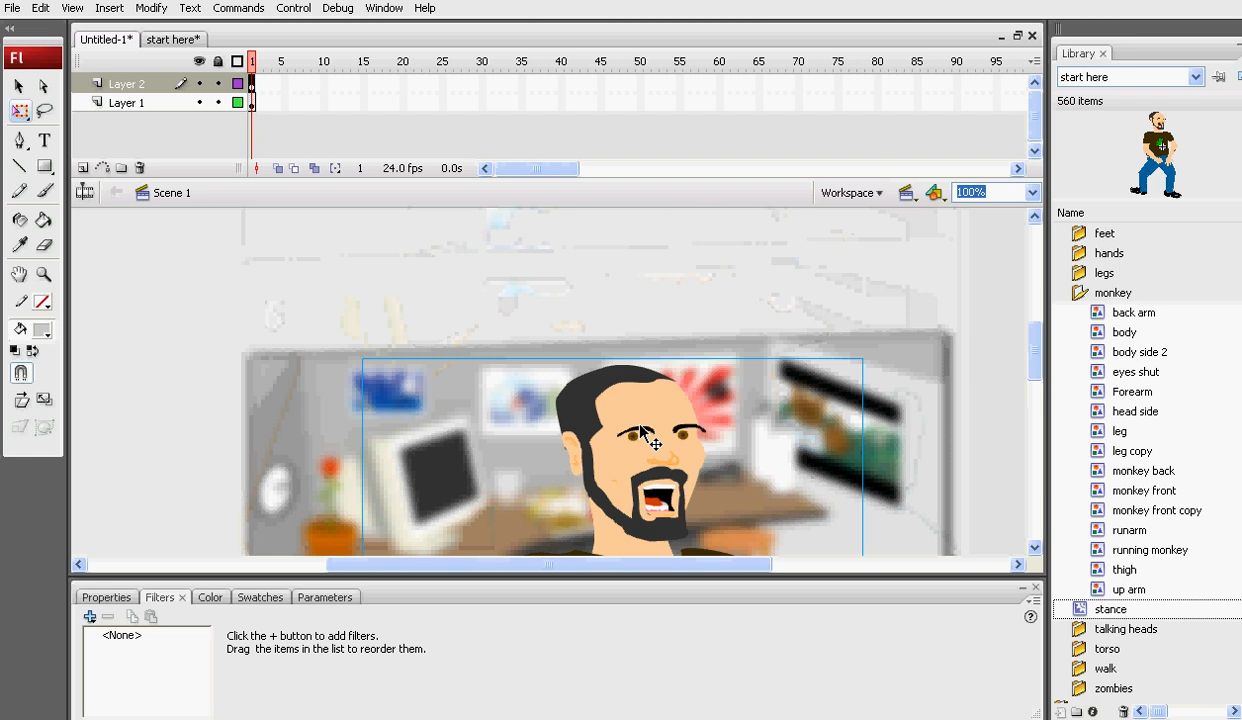 File Edit View Insert Modify Text Commands Control Debug Window Help
Untitled-1* start here*
1 5 10 15 20 25 30 35 40 45 50 55 60 65 70 75 80 85 90 95
Layer 2
Layer 1
1 24.0 fps 0.0s
Scene 1 Workspace 100%
Fl
T
Properties Filters Color Swatches Parameters
<None>
Click the + button to add filters.
Drag the items in the list to reorder them.
Library
start here
560 items
Name
feet
hands
legs
monkey
back arm
body
body side 2
eyes shut
Forearm
head side
leg
leg copy
monkey back
monkey front
monkey front copy
runarm
running monkey
thigh
up arm
stance
talking heads
torso
walk
zombies